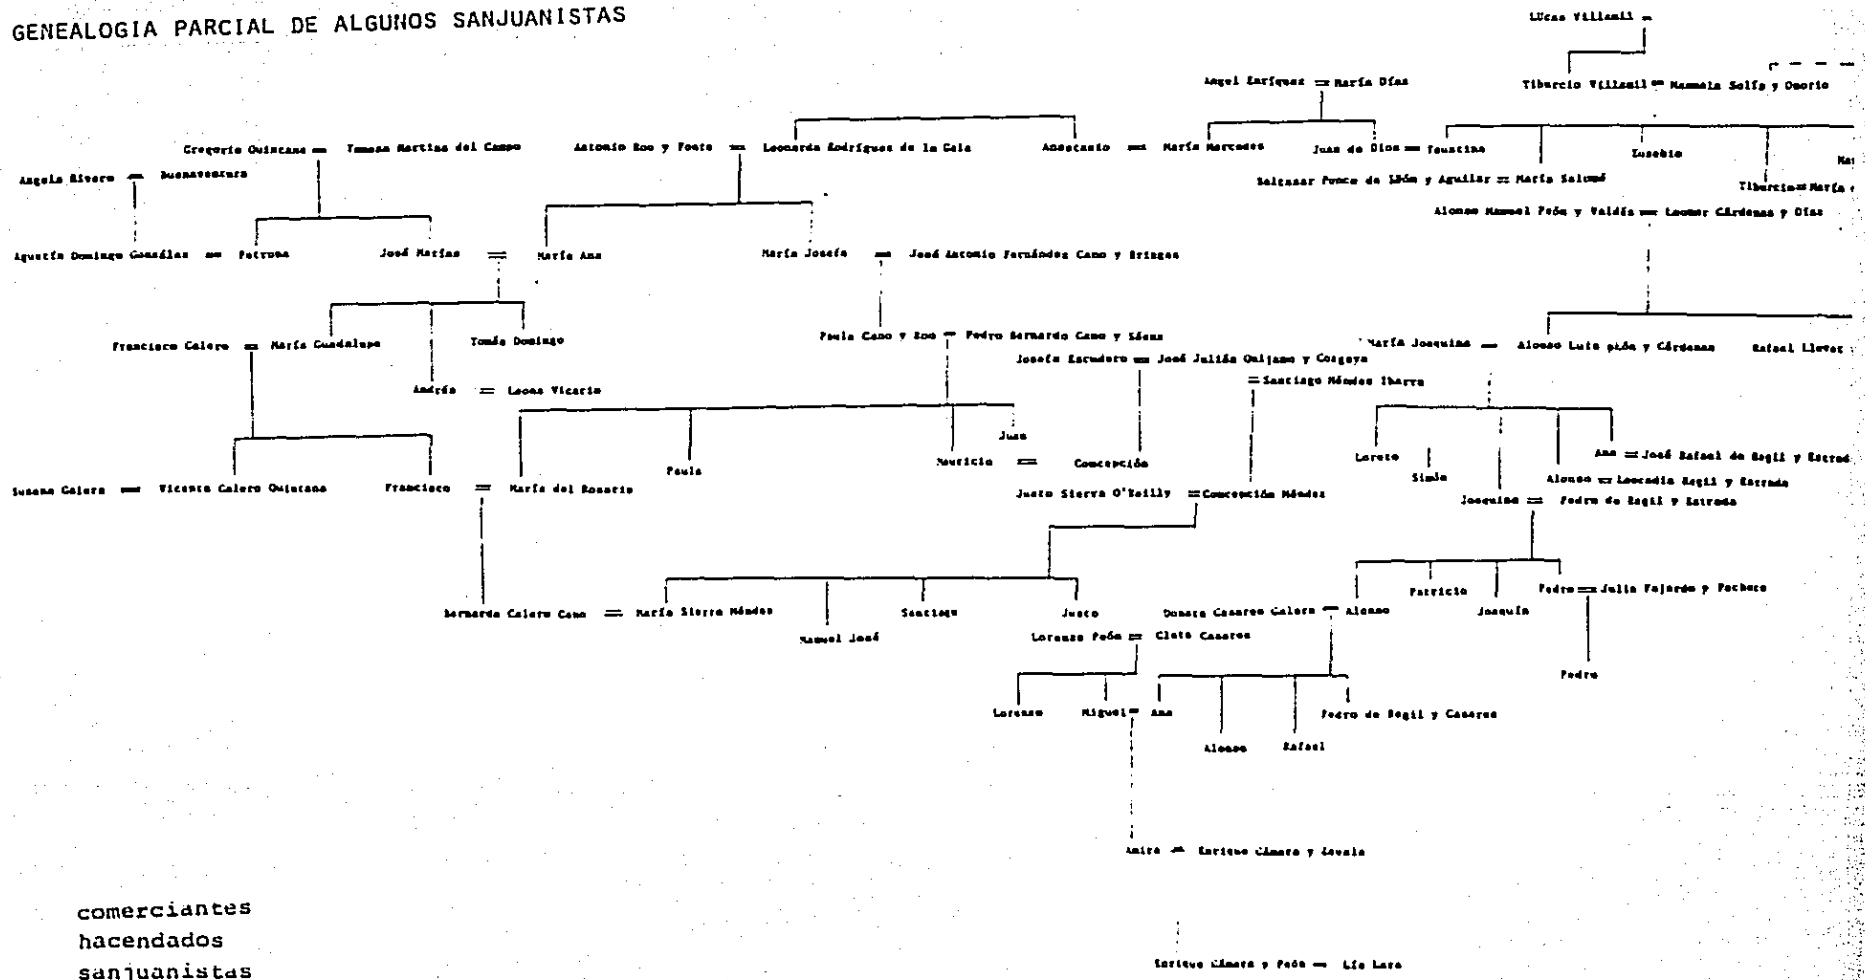 GENEALOGIA PARCIAL DE ALGUNOS SANJUANISTAS
Lucas Villamil =
Angel Enríquez = María Días
Tiburcio Villamil = Manuela Solís y Osorio
Gregorio Quintana = Tomasa Martina del Campo
Antonio Roo y Fonte = Leonarda Rodríguez de la Gala
Anastasio = María Mercedes
Juan de Dios = Faustina
Eusebio
Angela Rivero = Buenaventura
Baltazar Ponce de León y Aguilar = María Salomé
Tiburcio = María
Alonso Manuel Peón y Valdés = Leonor Cárdenas y Días
Agustín Domingo González = Petrona
José Matías = María Ana
María Josefa = José Antonio Fernández Cano y Bringas
Francisco Calero = María Guadalupe
Tomás Domingo
Paula Cano y Roo = Pedro Bernardo Cano y Sáenz
María Joaquina = Alonso Luis peón y Cárdenas
Rafael
Josefa Escudero = José Julián Quijano y Cosgaya
= Santiago Méndez Ibarra
Andrés = Leona Vicario
Juan
Mauricio = Concepción
Paula
Loreto
Simón
Ana = José Rafael de Regil y Estrad
Alonso = Leocadia Regil y Estrada
Joaquina = Pedro de Regil y Estrada
Susana Galera = Vicente Calero Quintana
Francisco = María del Rosario
Justo Sierra O'Reilly = Concepción Méndez
Bernardo Calero Cano = María Sierra Méndez
Manuel José
Santiago
Justo
Donata Casares Galera = Alonso
Patricio
Joaquín
Pedro = Julia Fajardo y Pacheco
Lorenzo Peón = Cleta Casares
Pedro
Lorenzo
Miguel = Ana
Alonso
Rafael
Pedro de Regil y Casares
Amira = Enrique Cámara y Zavala
comerciantes
hacendados
sanjuanistas
Enrique Cámara y Peón = Lía Lara